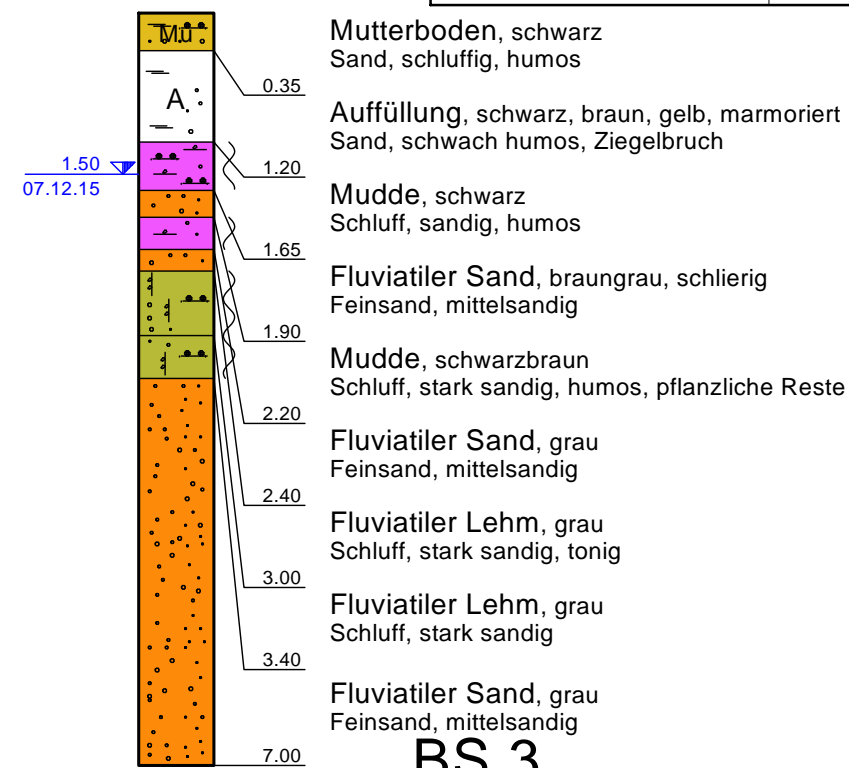 Mu
Mutterboden, schwarz
Sand, schluffig, humos
0.35
A
Auffüllung, schwarz, braun, gelb, marmoriert
Sand, schwach humos, Ziegelbruch
1.20
1.50
07.12.15
Mudde, schwarz
Schluff, sandig, humos
1.65
Fluviatiler Sand, braungrau, schlierig
Feinsand, mittelsandig
1.90
Mudde, schwarzbraun
Schluff, stark sandig, humos, pflanzliche Reste
2.20
Fluviatiler Sand, grau
Feinsand, mittelsandig
2.40
Fluviatiler Lehm, grau
Schluff, stark sandig, tonig
3.00
Fluviatiler Lehm, grau
Schluff, stark sandig
3.40
Fluviatiler Sand, grau
Feinsand, mittelsandig
7.00
BS 3